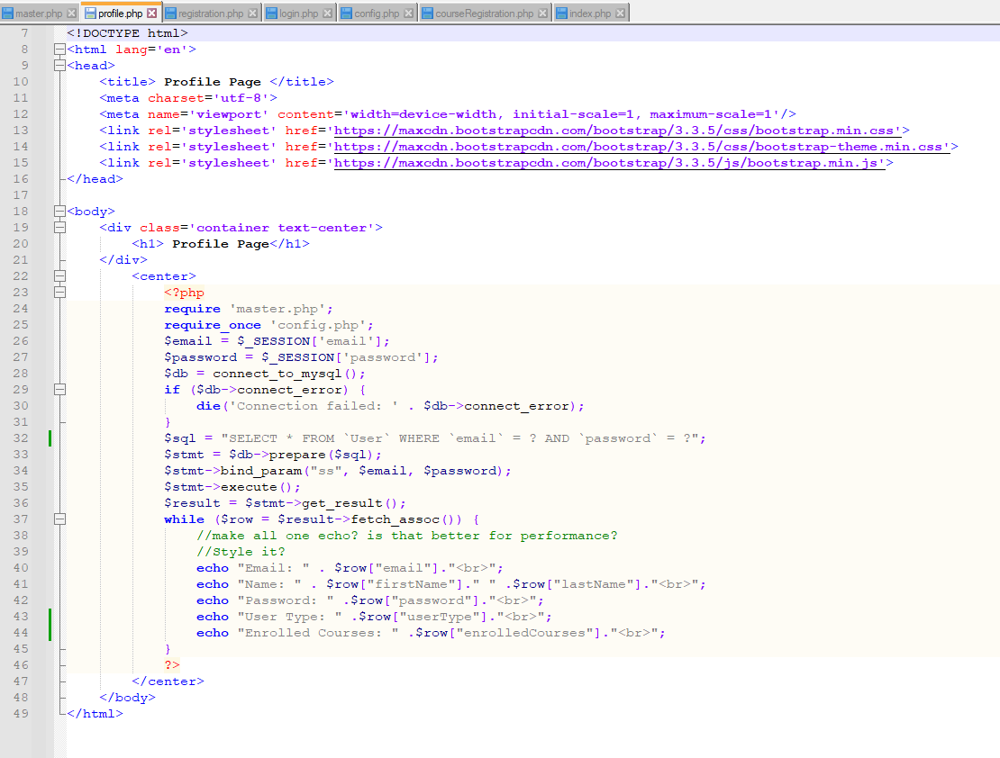 master.php profile.php registration.php login.php config.php courseRegistration.php index.php
7 <!DOCTYPE html>
8 <html lang='en'>
9 <head>
10 <title> Profile Page </title>
11 <meta charset='utf-8'>
12 <meta name='viewport' content='width=device-width, initial-scale=1, maximum-scale=1'/>
13 <link rel='stylesheet' href='https://maxcdn.bootstrapcdn.com/bootstrap/3.3.5/css/bootstrap.min.css'>
14 <link rel='stylesheet' href='https://maxcdn.bootstrapcdn.com/bootstrap/3.3.5/css/bootstrap-theme.min.css'>
15 <link rel='stylesheet' href='https://maxcdn.bootstrapcdn.com/bootstrap/3.3.5/js/bootstrap.min.js'>
16 </head>
17
18 <body>
19 <div class='container text-center'>
20 <h1> Profile Page</h1>
21 </div>
22 <center>
23 <?php
24 require 'master.php';
25 require_once 'config.php';
26 $email = $_SESSION['email'];
27 $password = $_SESSION['password'];
28 $db = connect_to_mysql();
29 if ($db->connect_error) {
30 die('Connection failed: ' . $db->connect_error);
31 }
32 $sql = "SELECT * FROM `User` WHERE `email` = ? AND `password` = ?";
33 $stmt = $db->prepare($sql);
34 $stmt->bind_param("ss", $email, $password);
35 $stmt->execute();
36 $result = $stmt->get_result();
37 while ($row = $result->fetch_assoc()) {
38 //make all one echo? is that better for performance?
39 //Style it?
40 echo "Email: " . $row["email"]."<br>";
41 echo "Name: " . $row["firstName"]." " .$row["lastName"]."<br>";
42 echo "Password: " .$row["password"]."<br>";
43 echo "User Type: " .$row["userType"]."<br>";
44 echo "Enrolled Courses: " .$row["enrolledCourses"]."<br>";
45 }
46 ?>
47 </center>
48 </body>
49 </html>